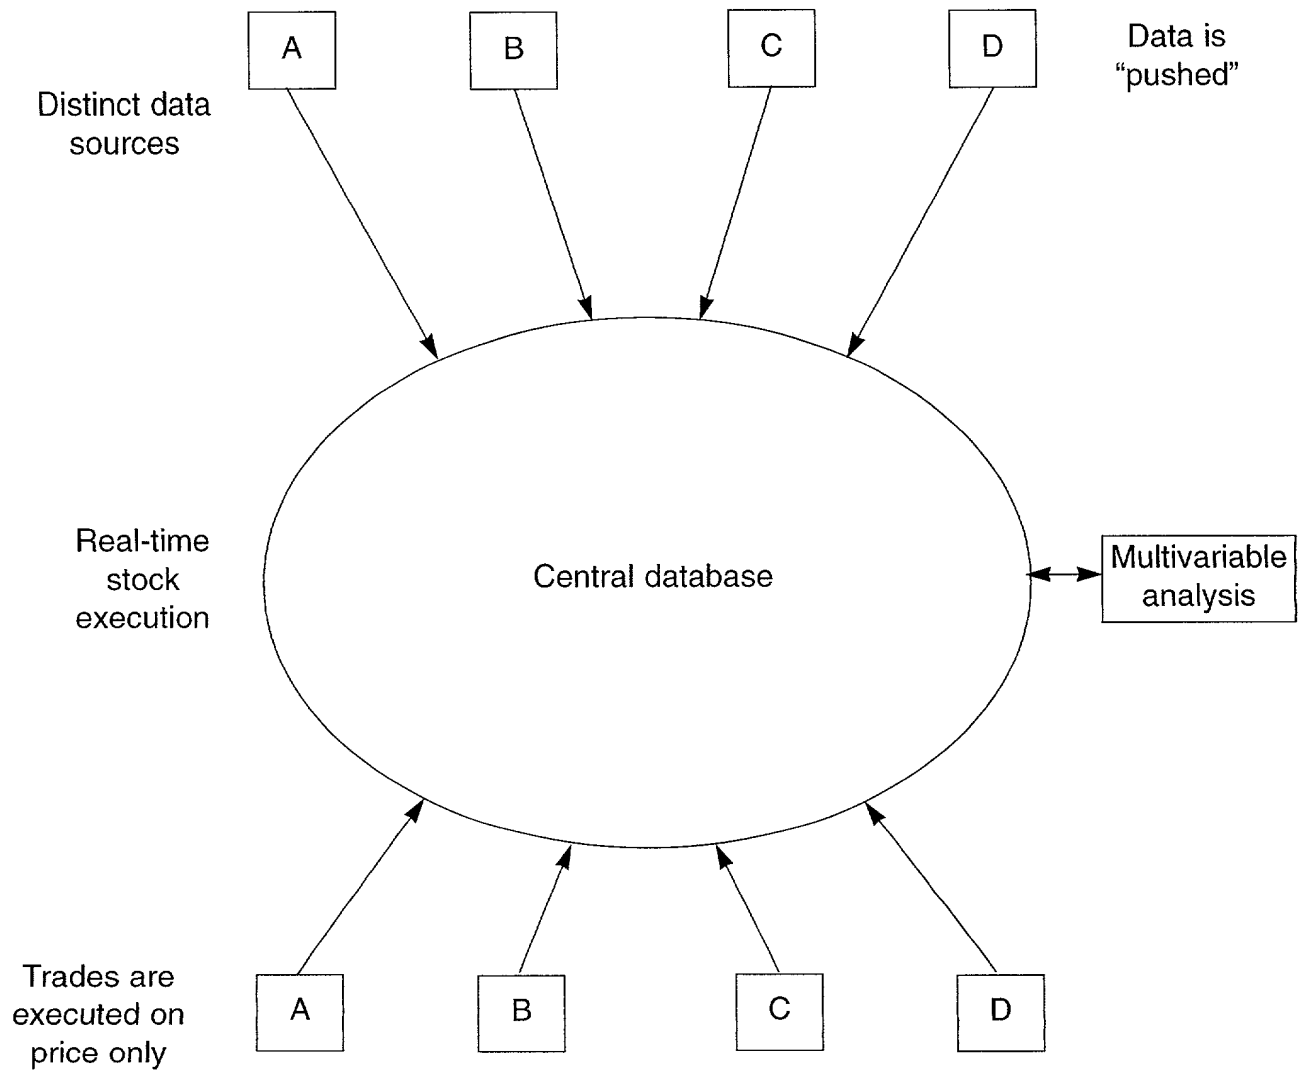 A
B
C
D
Data is
“pushed”
Distinct data
sources
Real-time
stock
execution
Central database
Multivariable
analysis
Trades are
executed on
price only
A
B
C
D